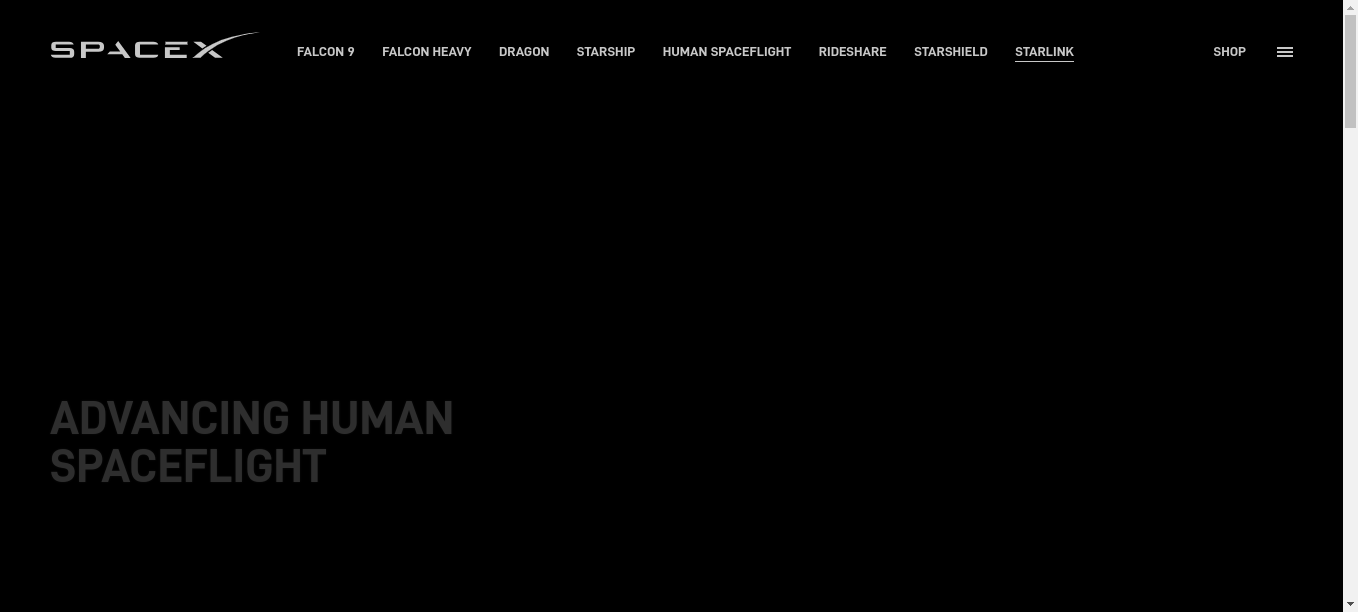 SPACEX
FALCON 9
FALCON HEAVY
DRAGON
STARSHIP
HUMAN SPACEFLIGHT
RIDESHARE
STARSHIELD
STARLINK
SHOP
ADVANCING HUMAN
SPACEFLIGHT